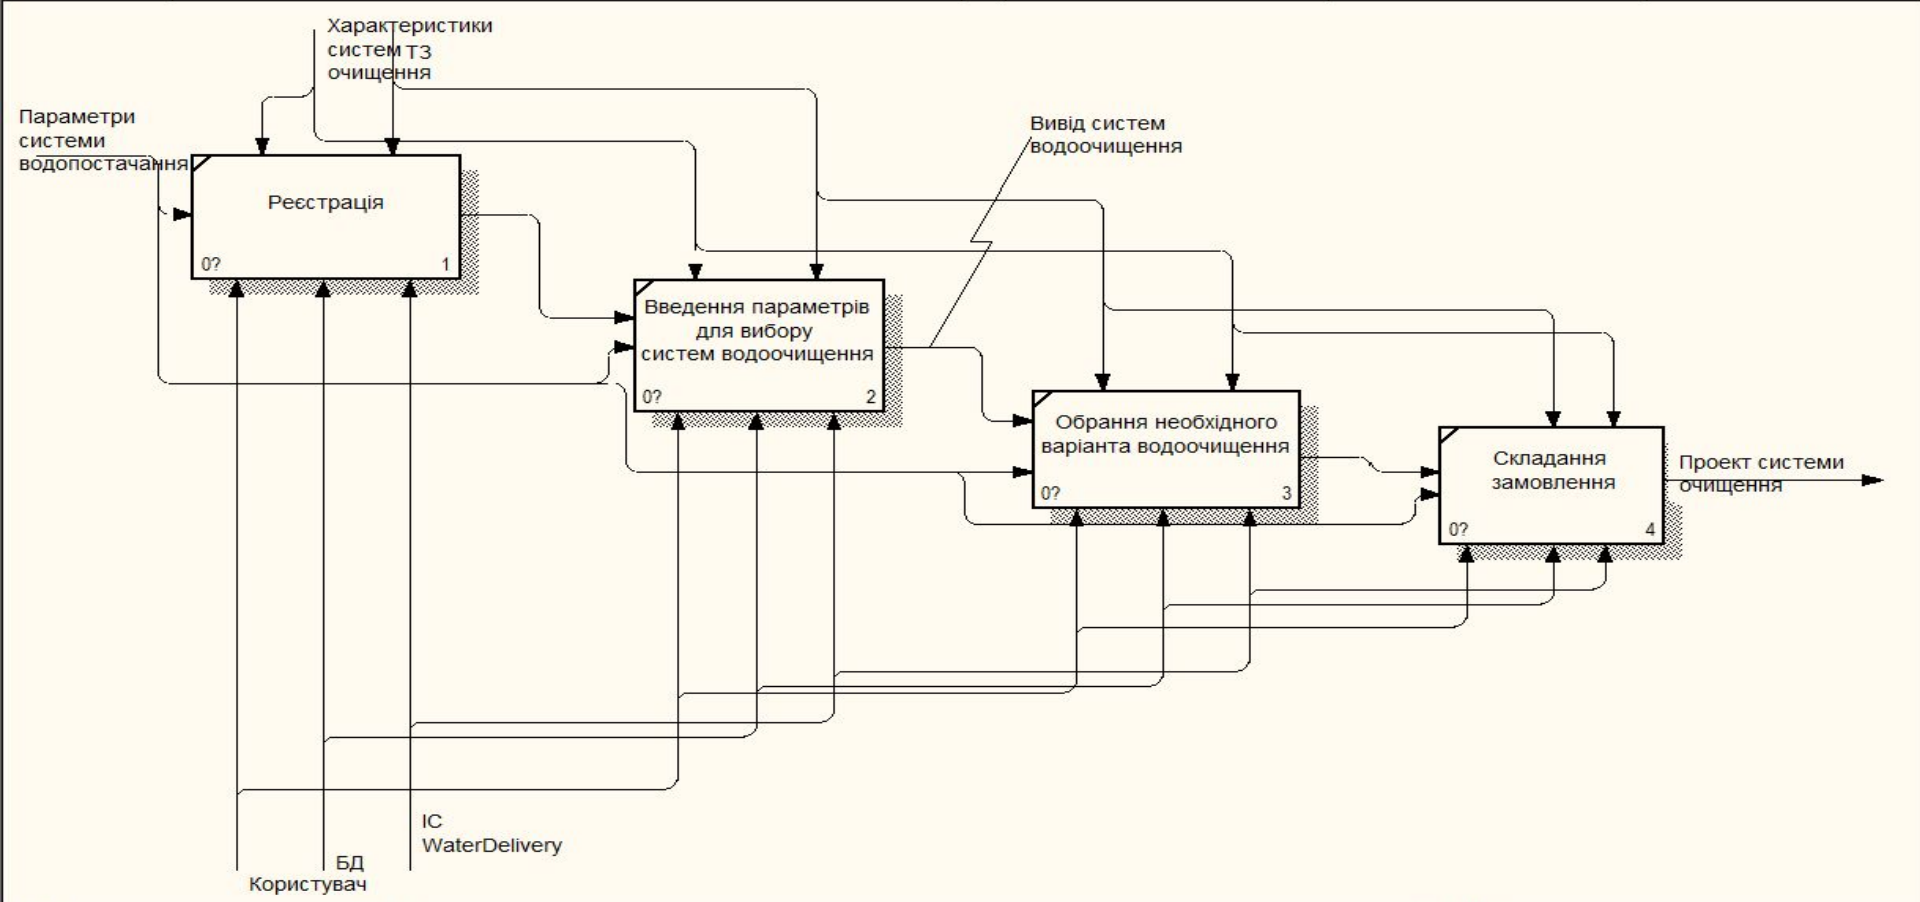 Характеристики
систем
очищення
ТЗ
Параметри
системи
водопостачання
Вивід систем
водоочищення
Реєстрація
0?
1
Введення параметрів
для вибору
систем водоочищення
0?
2
Обрання необхідного
варіанта водоочищення
0?
3
Складання
замовлення
0?
4
Проект системи
очищення
ІС
WaterDelivery
БД
Користувач